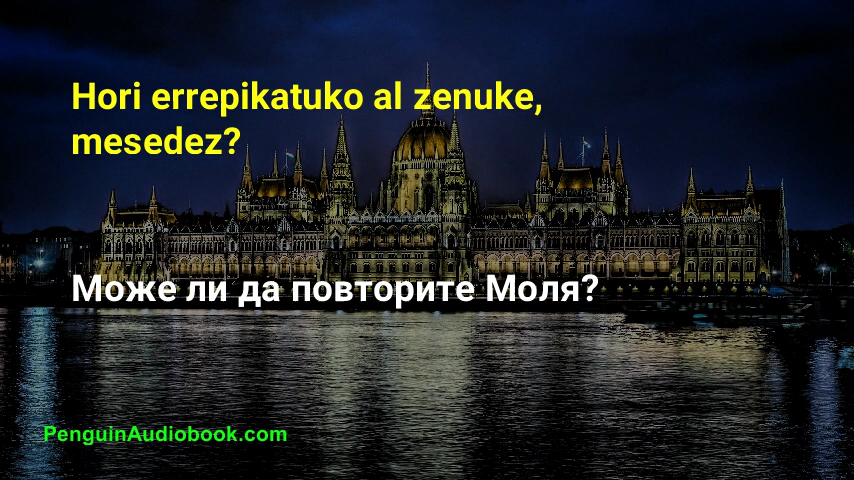 Hori errepikatuko al zenuke,
mesedez?
Може ли да повторите Моля?
PenguinAudiobook.com